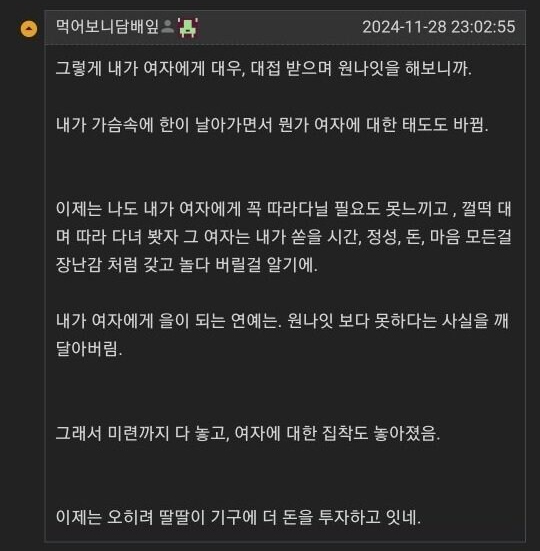 먹어보니담배잎
2024-11-28 23:02:55
그렇게 내가 여자에게 대우, 대접 받으며 원나잇을 해보니까.
내가 가슴속에 한이 날아가면서 뭔가 여자에 대한 태도도 바뀜.
이제는 나도 내가 여자에게 꼭 따라다닐 필요도 못느끼고 , 껄떡 대
며 따라 다녀 봣자 그 여자는 내가 쏟을 시간, 정성, 돈, 마음 모든걸
장난감 처럼 갖고 놀다 버릴걸 알기에.
내가 여자에게 을이 되는 연예는. 원나잇 보다 못하다는 사실을 깨
달아버림.
그래서 미련까지 다 놓고, 여자에 대한 집착도 놓아졌음.
이제는 오히려 딸딸이 기구에 더 돈을 투자하고 잇네.